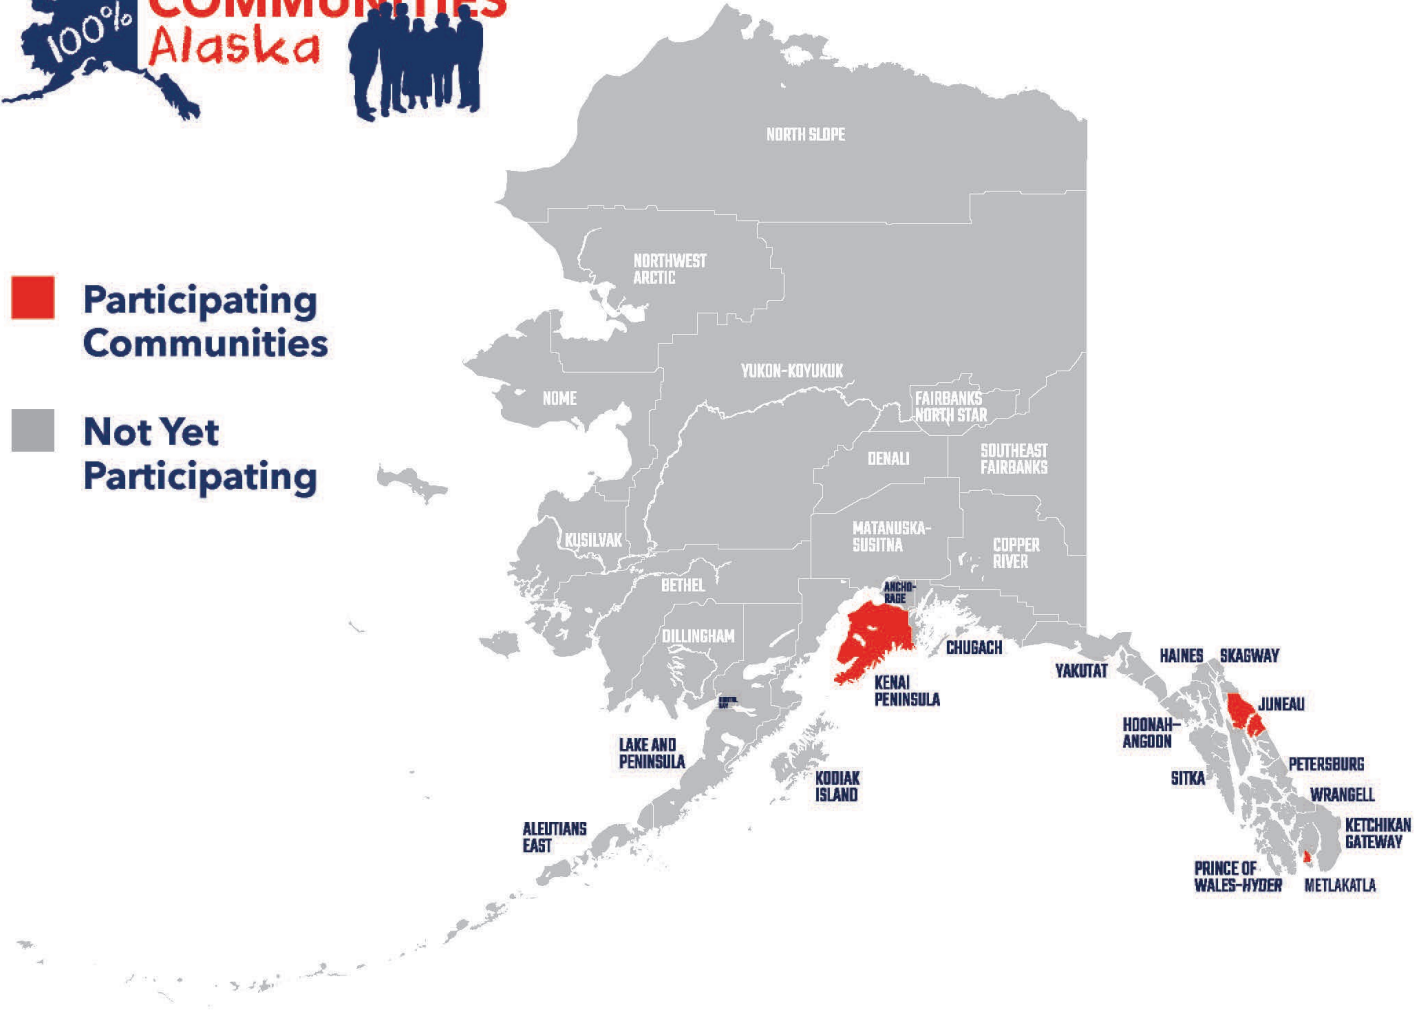 100%
COMMUNITIES
Alaska
Participating
Communities
Not Yet
Participating
NORTH SLOPE
NORTHWEST
ARCTIC
NOME
YUKON-KOYUKUK
FAIRBANKS
NORTH STAR
DENALI
SOUTHEAST
FAIRBANKS
KUSILVAK
MATANUSKA-
SUSITNA
COPPER
RIVER
BETHEL
ANCHO-
RAGE
DILLINGHAM
CHUGACH
KENAI
PENINSULA
YAKUTAT
HAINES
SKAGWAY
JUNEAU
HOONAH-
ANGOON
LAKE AND
PENINSULA
KODIAK
ISLAND
SITKA
PETERSBURG
WRANGELL
ALEUTIANS
EAST
KETCHIKAN
GATEWAY
PRINCE OF
WALES-HYDER
METLAKATLA